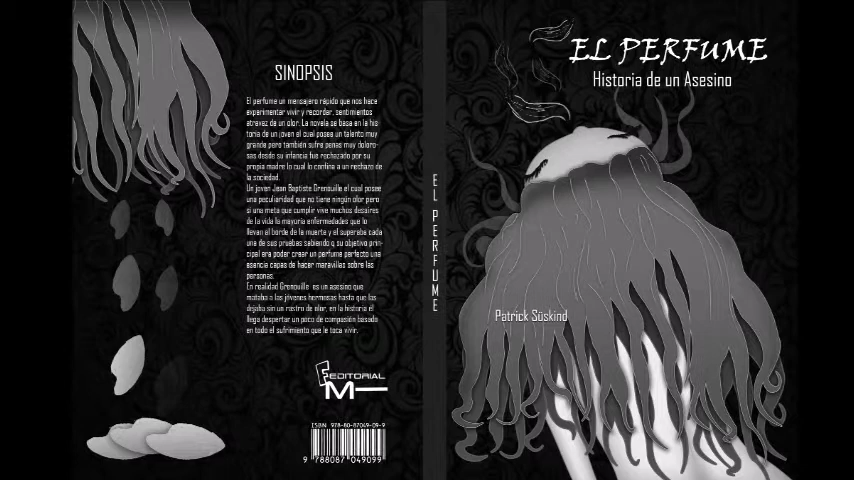 SINOPSIS
El perfume un mensajero rápido que nos hace
experimentar vivir y recordar, sentimientos
atravez de un olor. La novela se basa en la his
toria de un joven el cual posee un talento muy
grande pero también sufre penas muy doloro-
sas desde su infancia fue rechazado por su
propia madre lo cual lo confina a un rechazo de
la sociedad.
Un joven Jean Baptiste Grenouille el cual posee
una peculiaridad que no tiene ningún olor pero
si una meta que cumplir vive muchos desaires
de la vida la mayuria enfermedades que lo
llevan al borde de la muerte y el superaba cada
una de sus pruebas sabiendo q su objetivo prin-
cipal era poder crear un perfume perfecto una
esencia capas de hacer maravillas sobre las
personas.
En realidad Grenouille es un asesino que
mataba a las jóvenes hermosas hasta que las
dejaba sin un rastro de olor, en la historia el
llega despertar un poco de compasión basado
en todo el sufrimiento que le toca vivir.
F EDITORIAL
M
ISBN 978-80-87049-09-9
9 788087 049099
EL PERFUME
EL PERFUME
Historia de un Asesino
Patrick Süskind